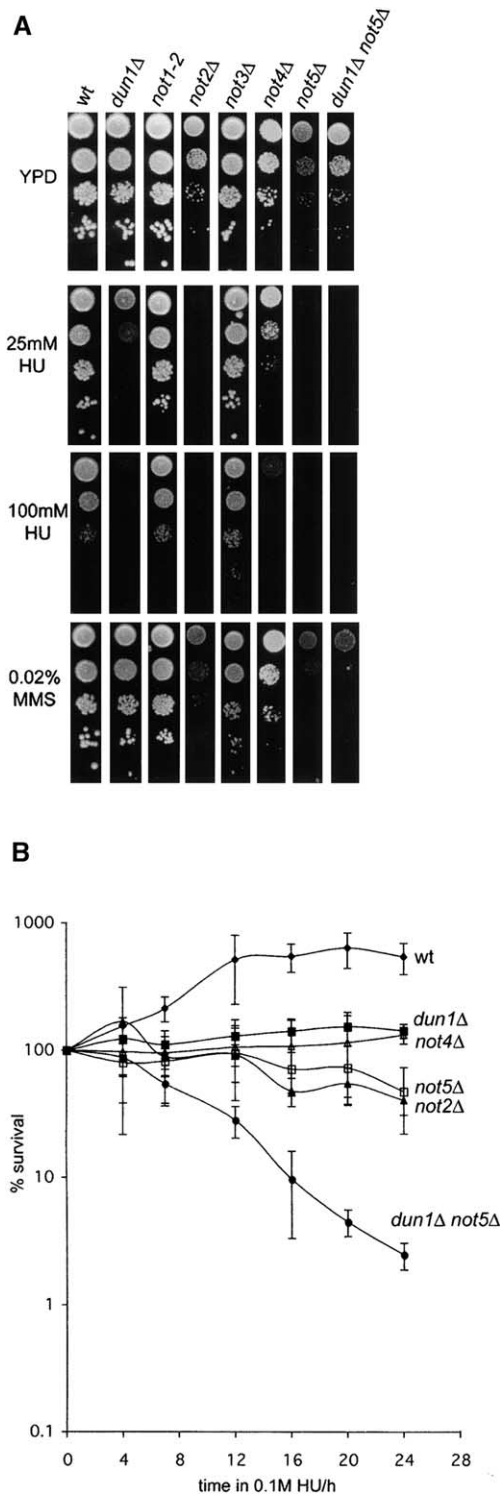 A
wt
dun1Δ
not1-2
not2Δ
not3Δ
not4Δ
not5Δ
dun1Δ not5Δ
YPD
25mM
HU
100mM
HU
0.02%
MMS
B
1000
100
10
1
0.1
% survival
wt
dun1Δ
not4Δ
not5Δ
not2Δ
dun1Δ not5Δ
0 4 8 12 16 20 24 28
time in 0.1M HU/h